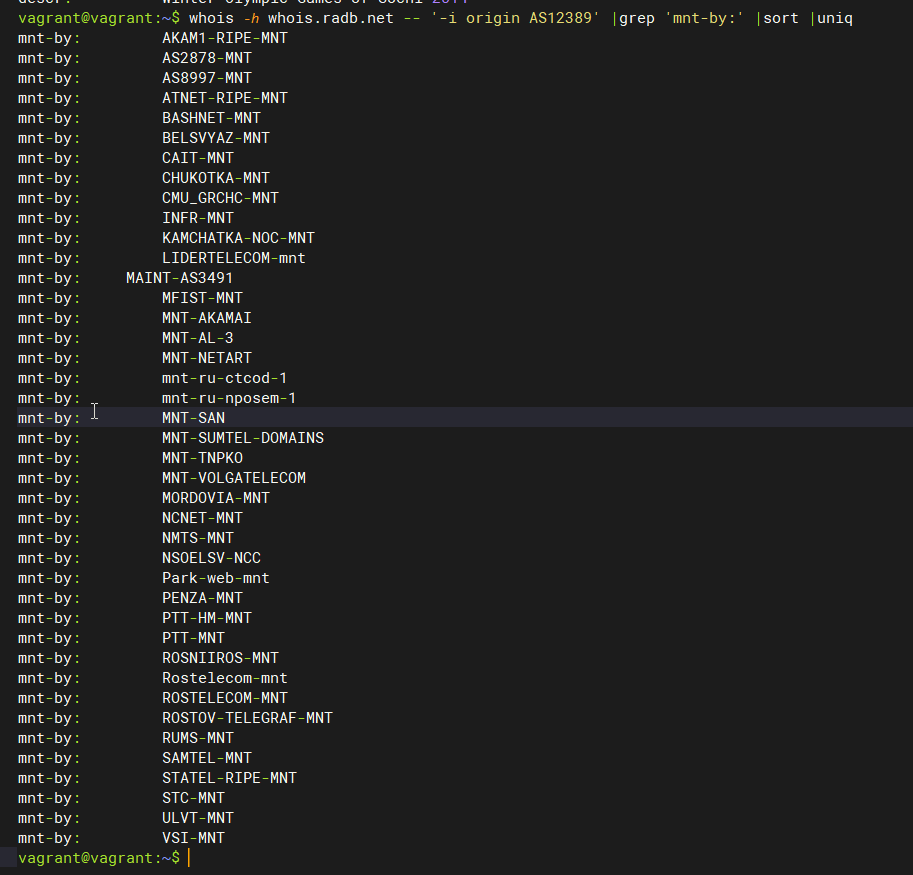 vagrant@vagrant:~$ whois -h whois.radb.net -- '-i origin AS12389' |grep 'mnt-by:' |sort |uniq
mnt-by:         AKAM1-RIPE-MNT
mnt-by:         AS2878-MNT
mnt-by:         AS8997-MNT
mnt-by:         ATNET-RIPE-MNT
mnt-by:         BASHNET-MNT
mnt-by:         BELSVYAZ-MNT
mnt-by:         CAIT-MNT
mnt-by:         CHUKOTKA-MNT
mnt-by:         CMU_GRCHC-MNT
mnt-by:         INFR-MNT
mnt-by:         KAMCHATKA-NOC-MNT
mnt-by:         LIDERTELECOM-mnt
mnt-by:     MAINT-AS3491
mnt-by:         MFIST-MNT
mnt-by:         MNT-AKAMAI
mnt-by:         MNT-AL-3
mnt-by:         MNT-NETART
mnt-by:         mnt-ru-ctcod-1
mnt-by:         mnt-ru-nposem-1
mnt-by:         MNT-SAN
mnt-by:         MNT-SUMTEL-DOMAINS
mnt-by:         MNT-TNPKO
mnt-by:         MNT-VOLGATELECOM
mnt-by:         MORDOVIA-MNT
mnt-by:         NCNET-MNT
mnt-by:         NMTS-MNT
mnt-by:         NSOELSV-NCC
mnt-by:         Park-web-mnt
mnt-by:         PENZA-MNT
mnt-by:         PTT-HM-MNT
mnt-by:         PTT-MNT
mnt-by:         ROSNIIROS-MNT
mnt-by:         Rostelecom-mnt
mnt-by:         ROSTELECOM-MNT
mnt-by:         ROSTOV-TELEGRAF-MNT
mnt-by:         RUMS-MNT
mnt-by:         SAMTEL-MNT
mnt-by:         STATEL-RIPE-MNT
mnt-by:         STC-MNT
mnt-by:         ULVT-MNT
mnt-by:         VSI-MNT
vagrant@vagrant:~$